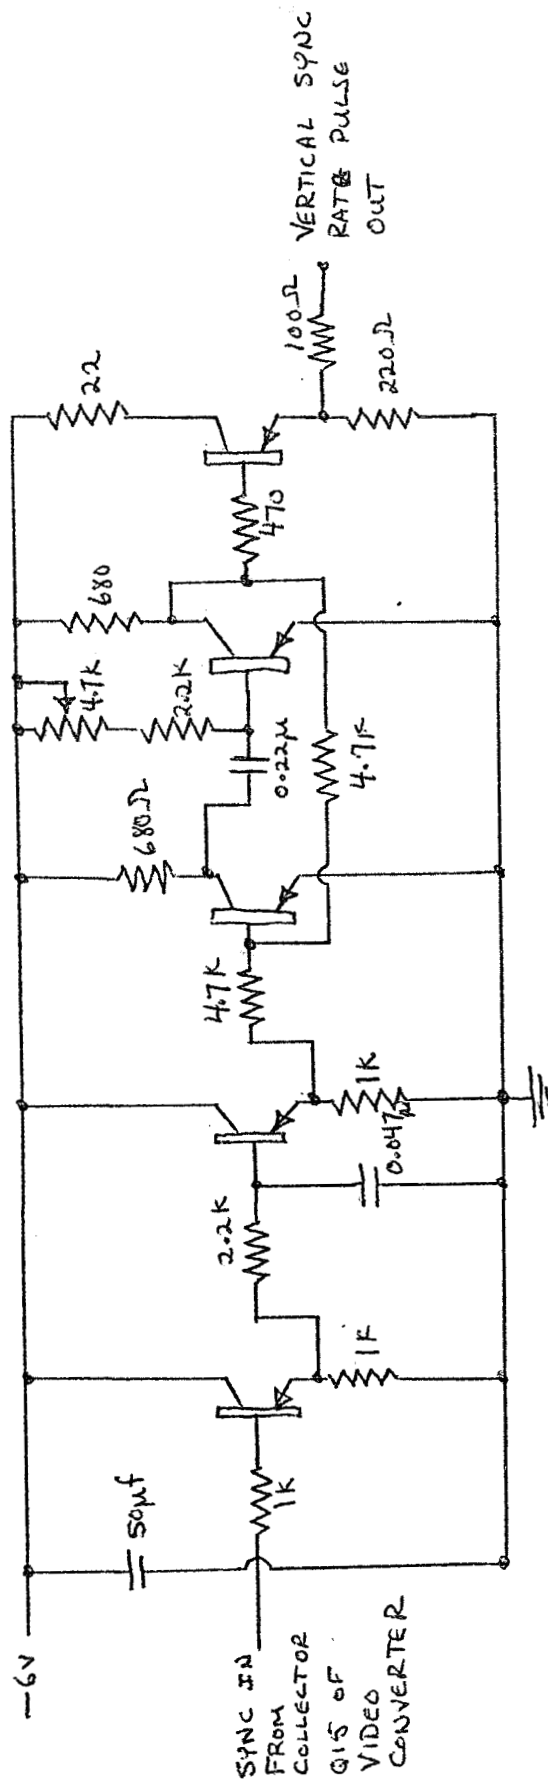 -6V
50µf
SYNC IN
FROM
COLLECTOR
Q15 OF
VIDEO
CONVERTER
1K
1K
2.2K
0.047µ
1K
4.7K
680Ω
0.22µ
4.7K
2.2K
4.7K
680
470
22
100Ω
220Ω
VERTICAL SYNC
RATE PULSE
OUT